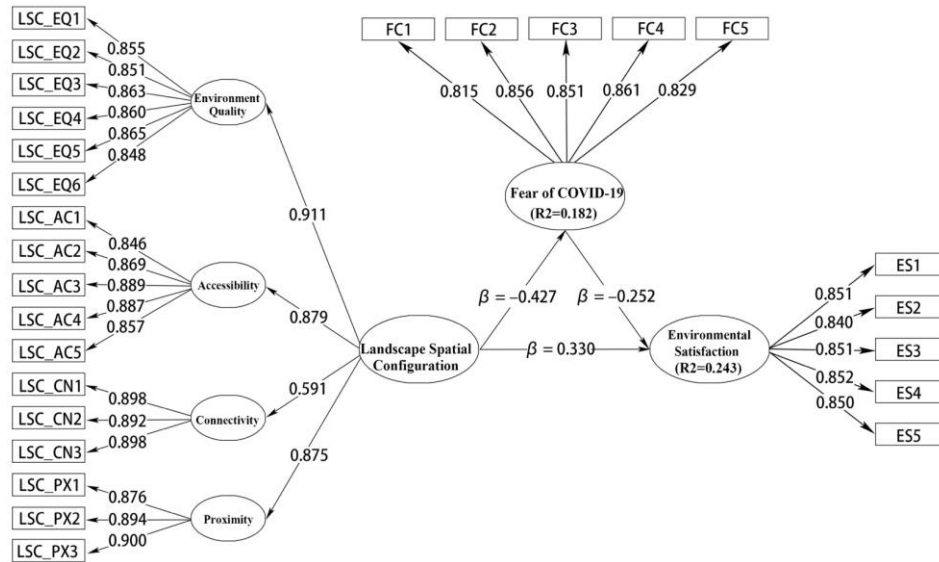 LSC_EQ1
LSC_EQ2
LSC_EQ3
LSC_EQ4
LSC_EQ5
LSC_EQ6
0.855
0.851
0.863
0.860
0.865
0.848
Environment
Quality
LSC_AC1
LSC_AC2
LSC_AC3
LSC_AC4
LSC_AC5
0.846
0.869
0.889
0.887
0.857
Accessibility
LSC_CN1
LSC_CN2
LSC_CN3
0.898
0.892
0.898
Connectivity
LSC_PX1
LSC_PX2
LSC_PX3
0.876
0.894
0.900
Proximity
0.911
0.879
0.591
0.875
Landscape Spatial
Configuration
FC1
FC2
FC3
FC4
FC5
0.815
0.856
0.851
0.861
0.829
Fear of COVID-19
(R2=0.182)
β = −0.427
β = −0.252
β = 0.330
Environmental
Satisfaction
(R2=0.243)
0.851
0.840
0.851
0.852
0.850
ES1
ES2
ES3
ES4
ES5